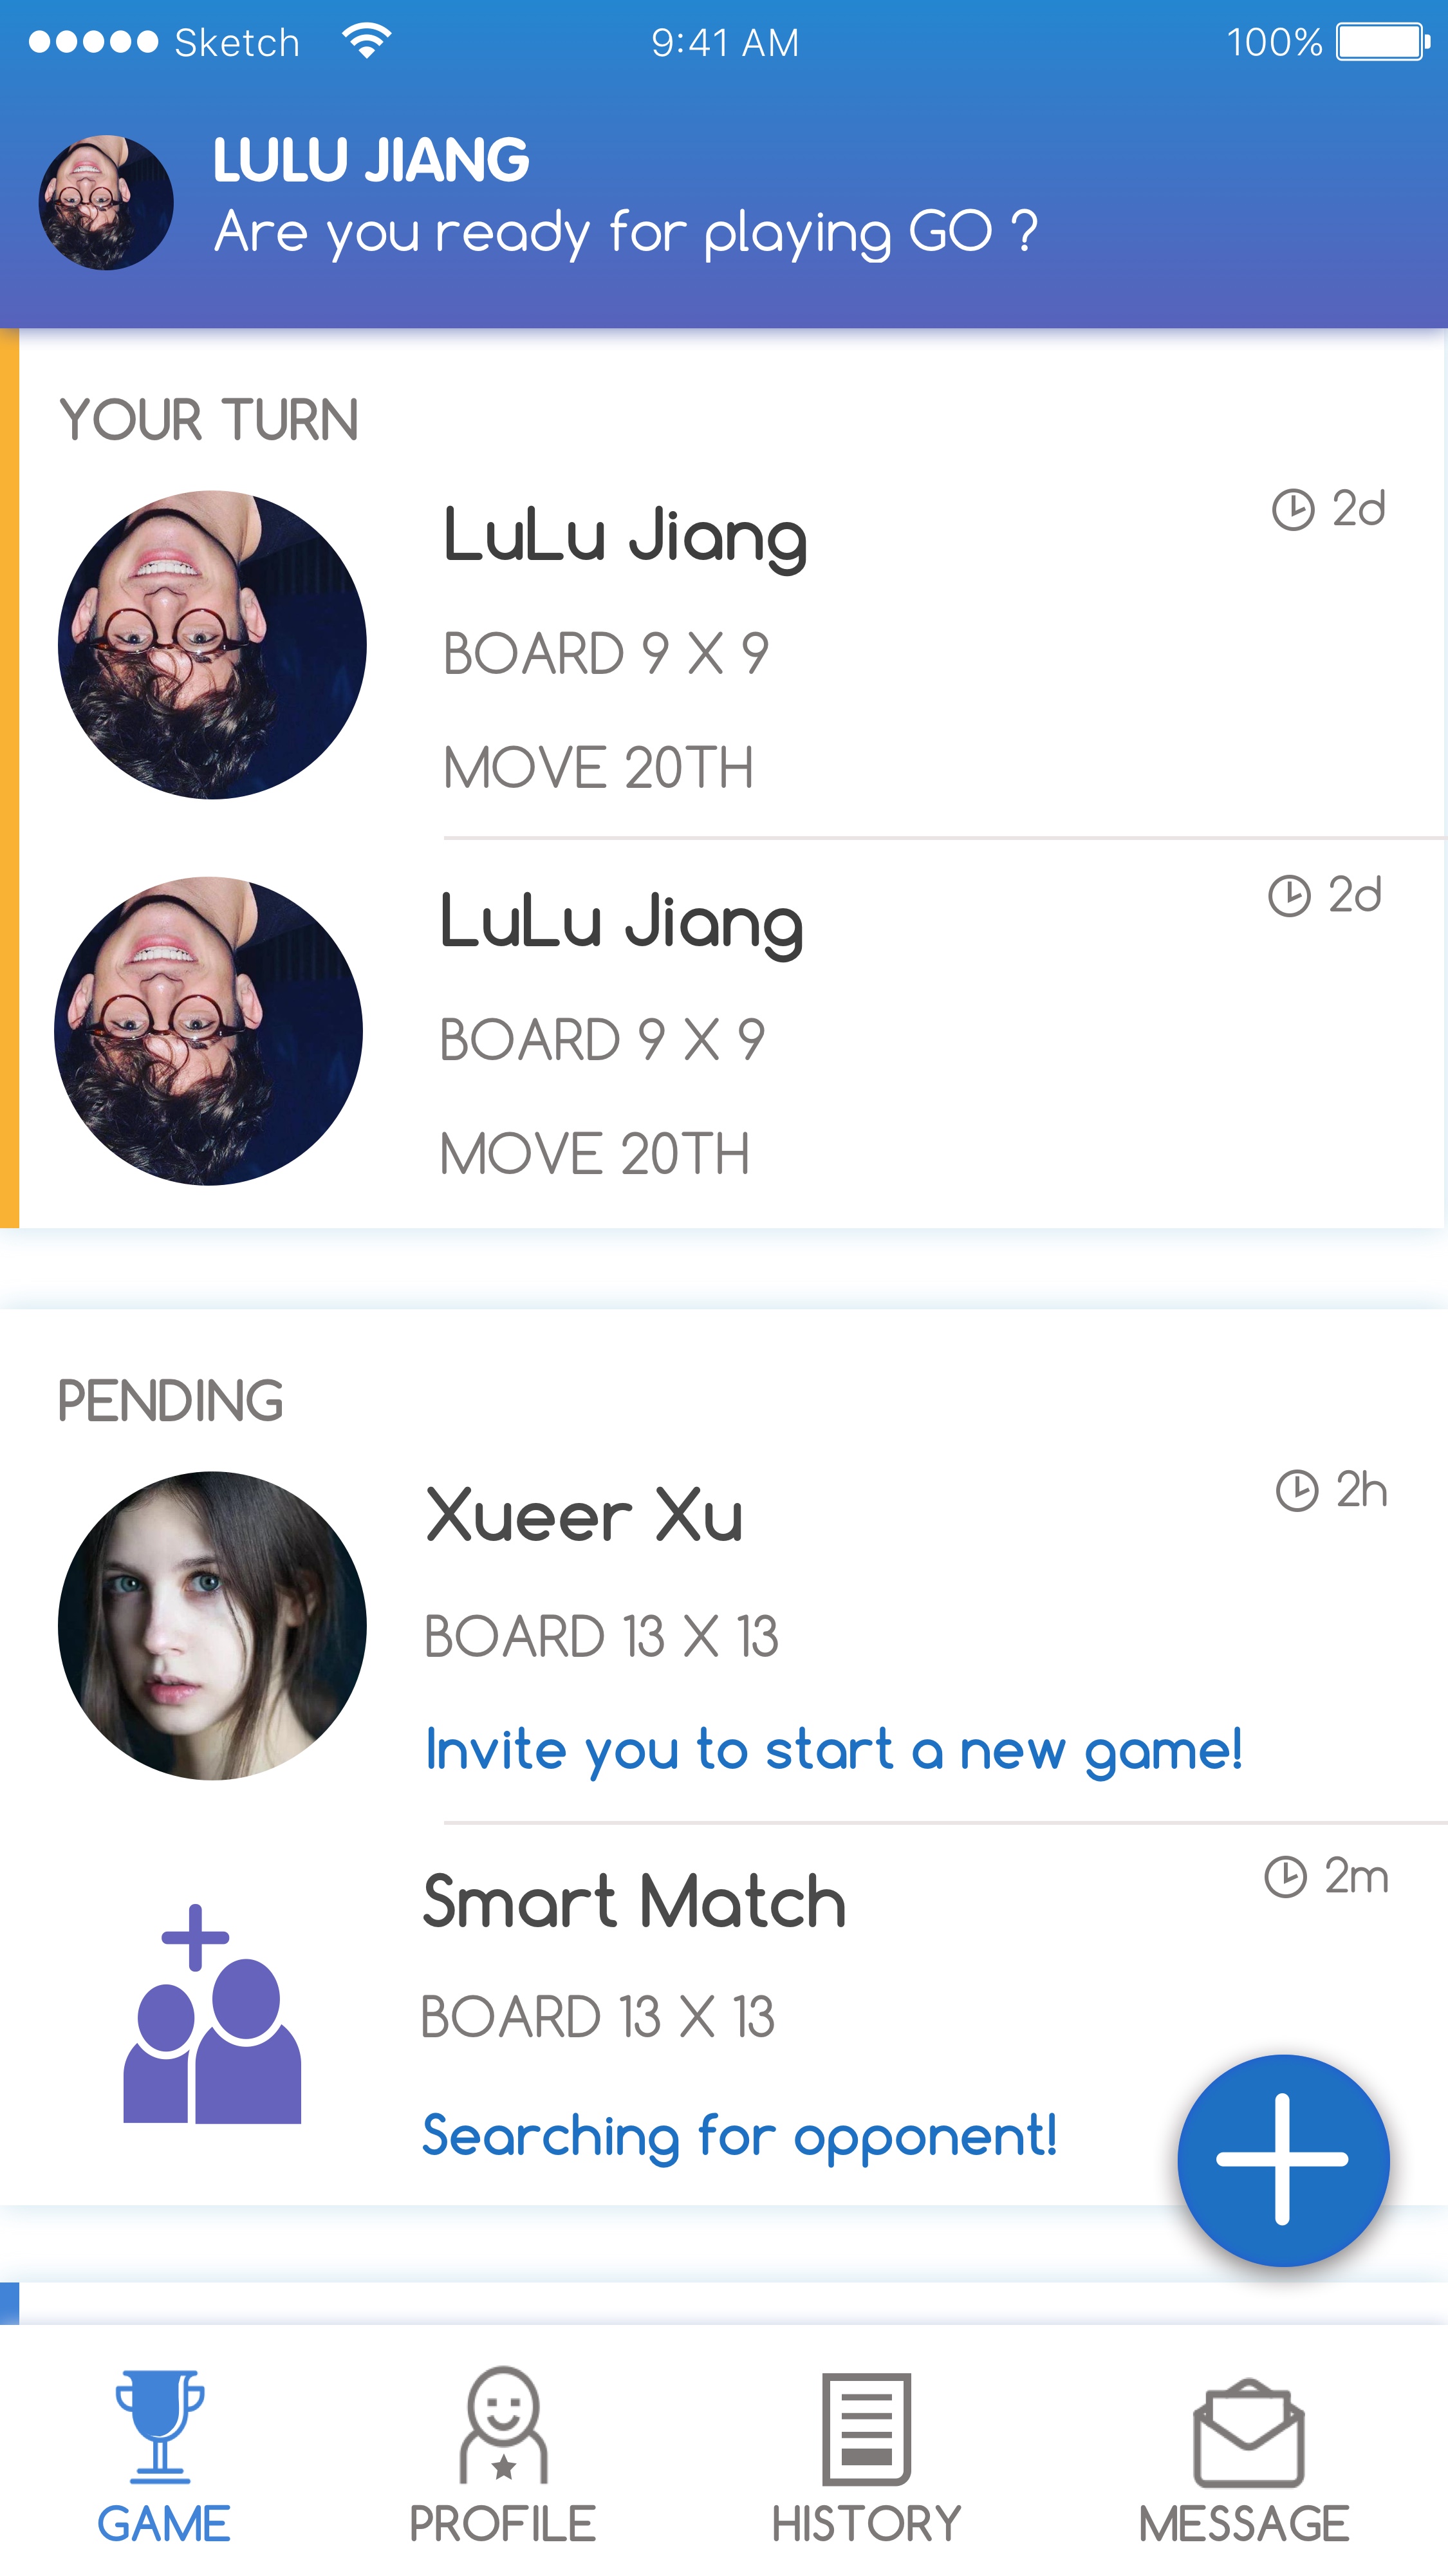 Sketch 9:41 AM 100%
LULU JIANG
Are you ready for playing GO ?
YOUR TURN
LuLu Jiang 2d
BOARD 9 X 9
MOVE 20TH
LuLu Jiang 2d
BOARD 9 X 9
MOVE 20TH
PENDING
Xueer Xu 2h
BOARD 13 X 13
Invite you to start a new game!
Smart Match 2m
BOARD 13 X 13
Searching for opponent!
GAME PROFILE HISTORY MESSAGE